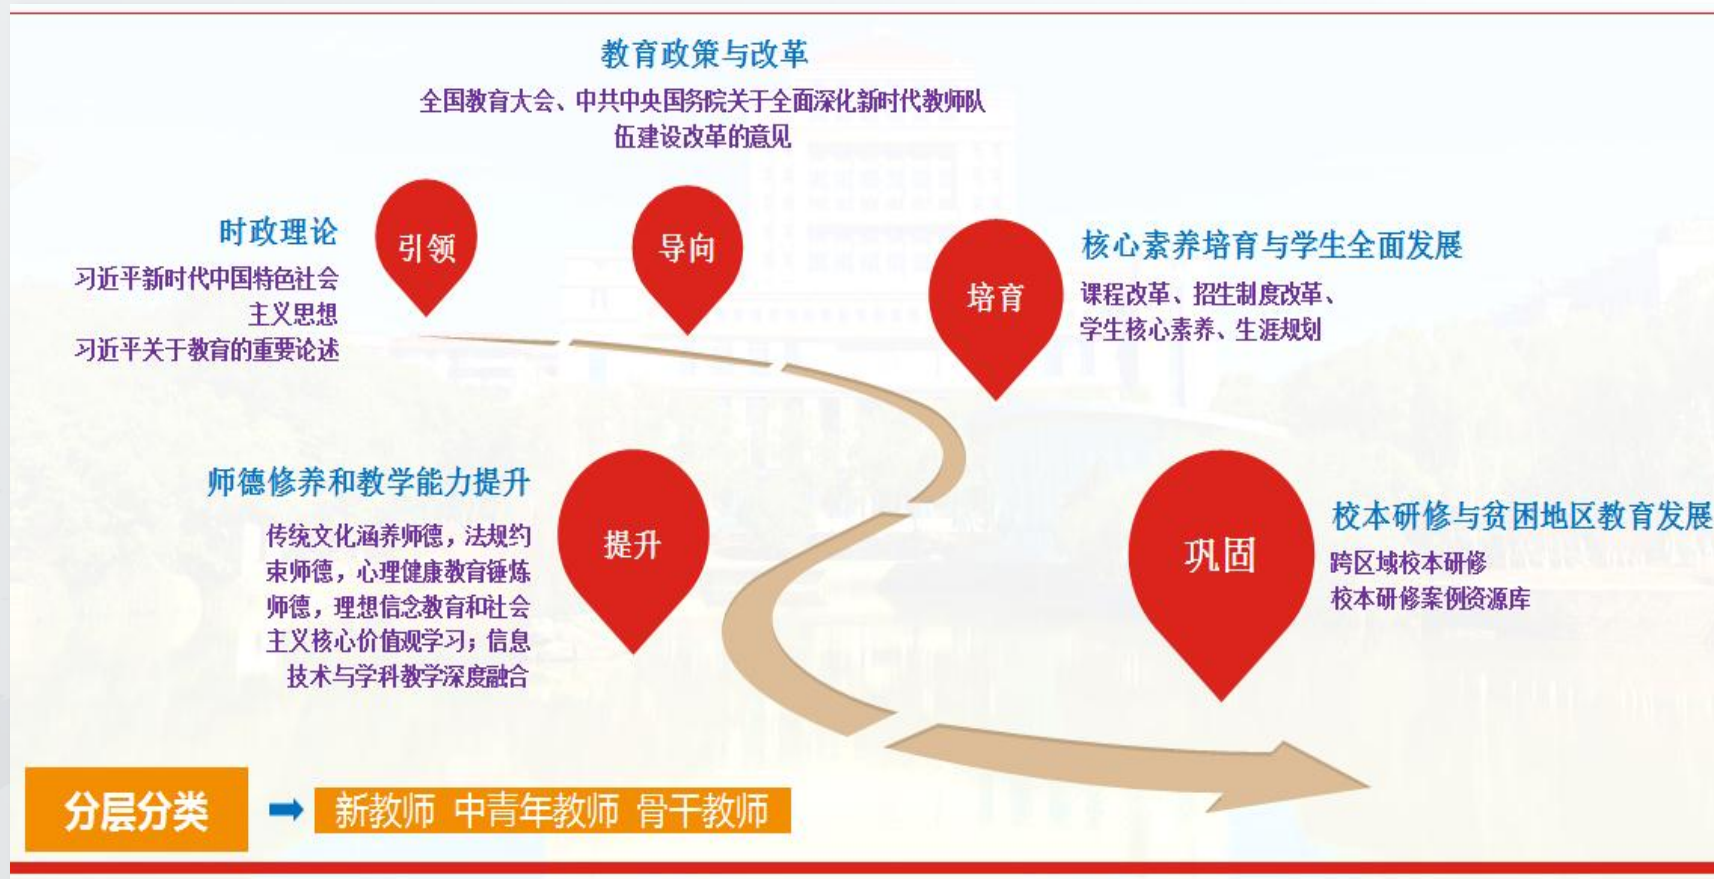 教育政策与改革
全国教育大会、中共中央国务院关于全面深化新时代教师队
伍建设改革的意见
时政理论
习近平新时代中国特色社会
主义思想
习近平关于教育的重要论述
引领
导向
培育
核心素养培育与学生全面发展
课程改革、招生制度改革、
学生核心素养、生涯规划
师德修养和教学能力提升
传统文化涵养师德，法规约
束师德，心理健康教育锤炼
师德，理想信念教育和社会
主义核心价值观学习；信息
技术与学科教学深度融合
提升
巩固
校本研修与贫困地区教育发展
跨区域校本研修
校本研修案例资源库
分层分类
新教师 中青年教师 骨干教师